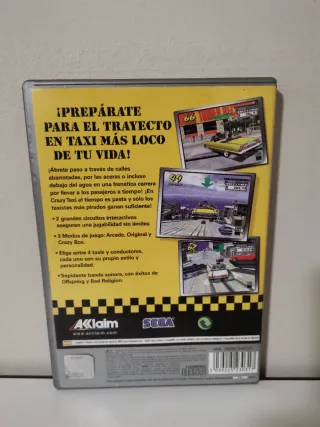 ¡PREPÁRATE
PARA EL TRAYECTO
EN TAXI MÁS LOCO
DE TU VIDA!
¡Ábrete paso a través de calles
abarrotadas, por las aceras o incluso
debajo del agua en una frenética carrera
por llevar a los pasajeros a tiempo! ¡En
Crazy Taxi el tiempo es pasta y sólo los
taxistas más pirados ganan suficiente!
• 2 grandes circuitos interactivos
aseguran una jugabilidad sin límites
• 3 Modos de juego: Arcade, Original y
Crazy Box.
• Elige entre 4 taxis y conductores,
cada uno con su propio estilo y
personalidad.
• Trepidante banda sonora, con éxitos de
Offspring y Bad Religion
66
AKklaim
www.acclaim.com
SEGA